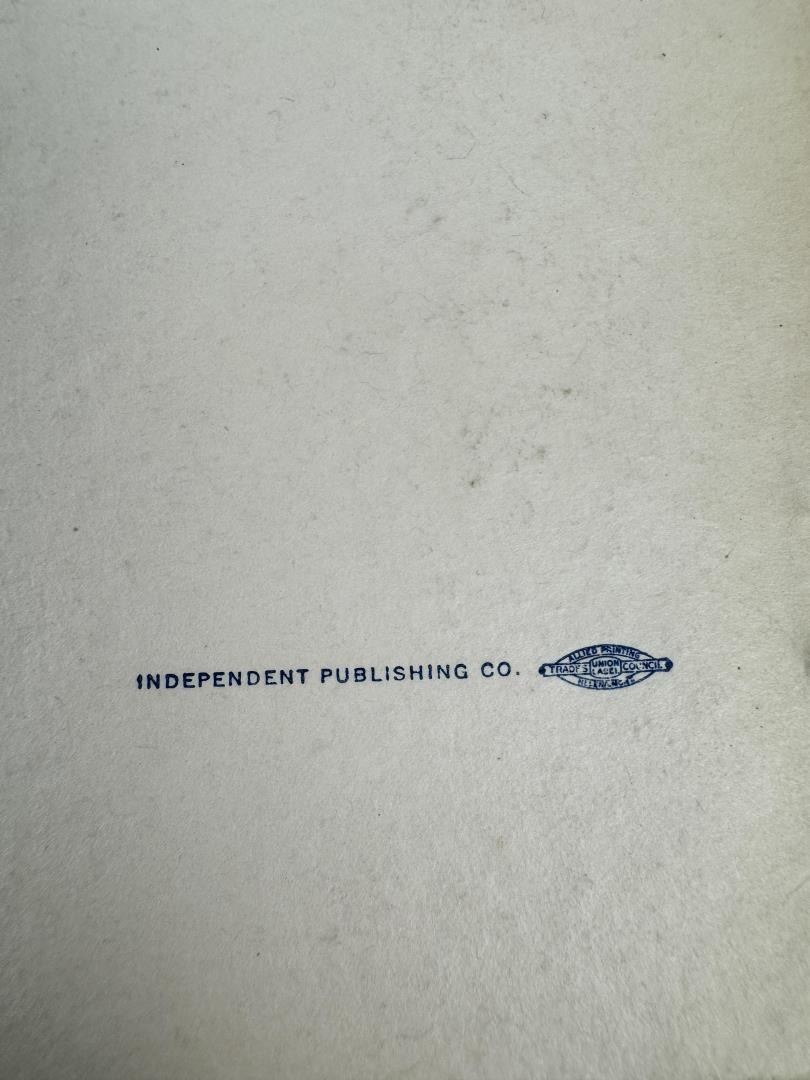 INDEPENDENT PUBLISHING CO.
ALLIED PRINTING
TRADES UNION LABEL COUNCIL